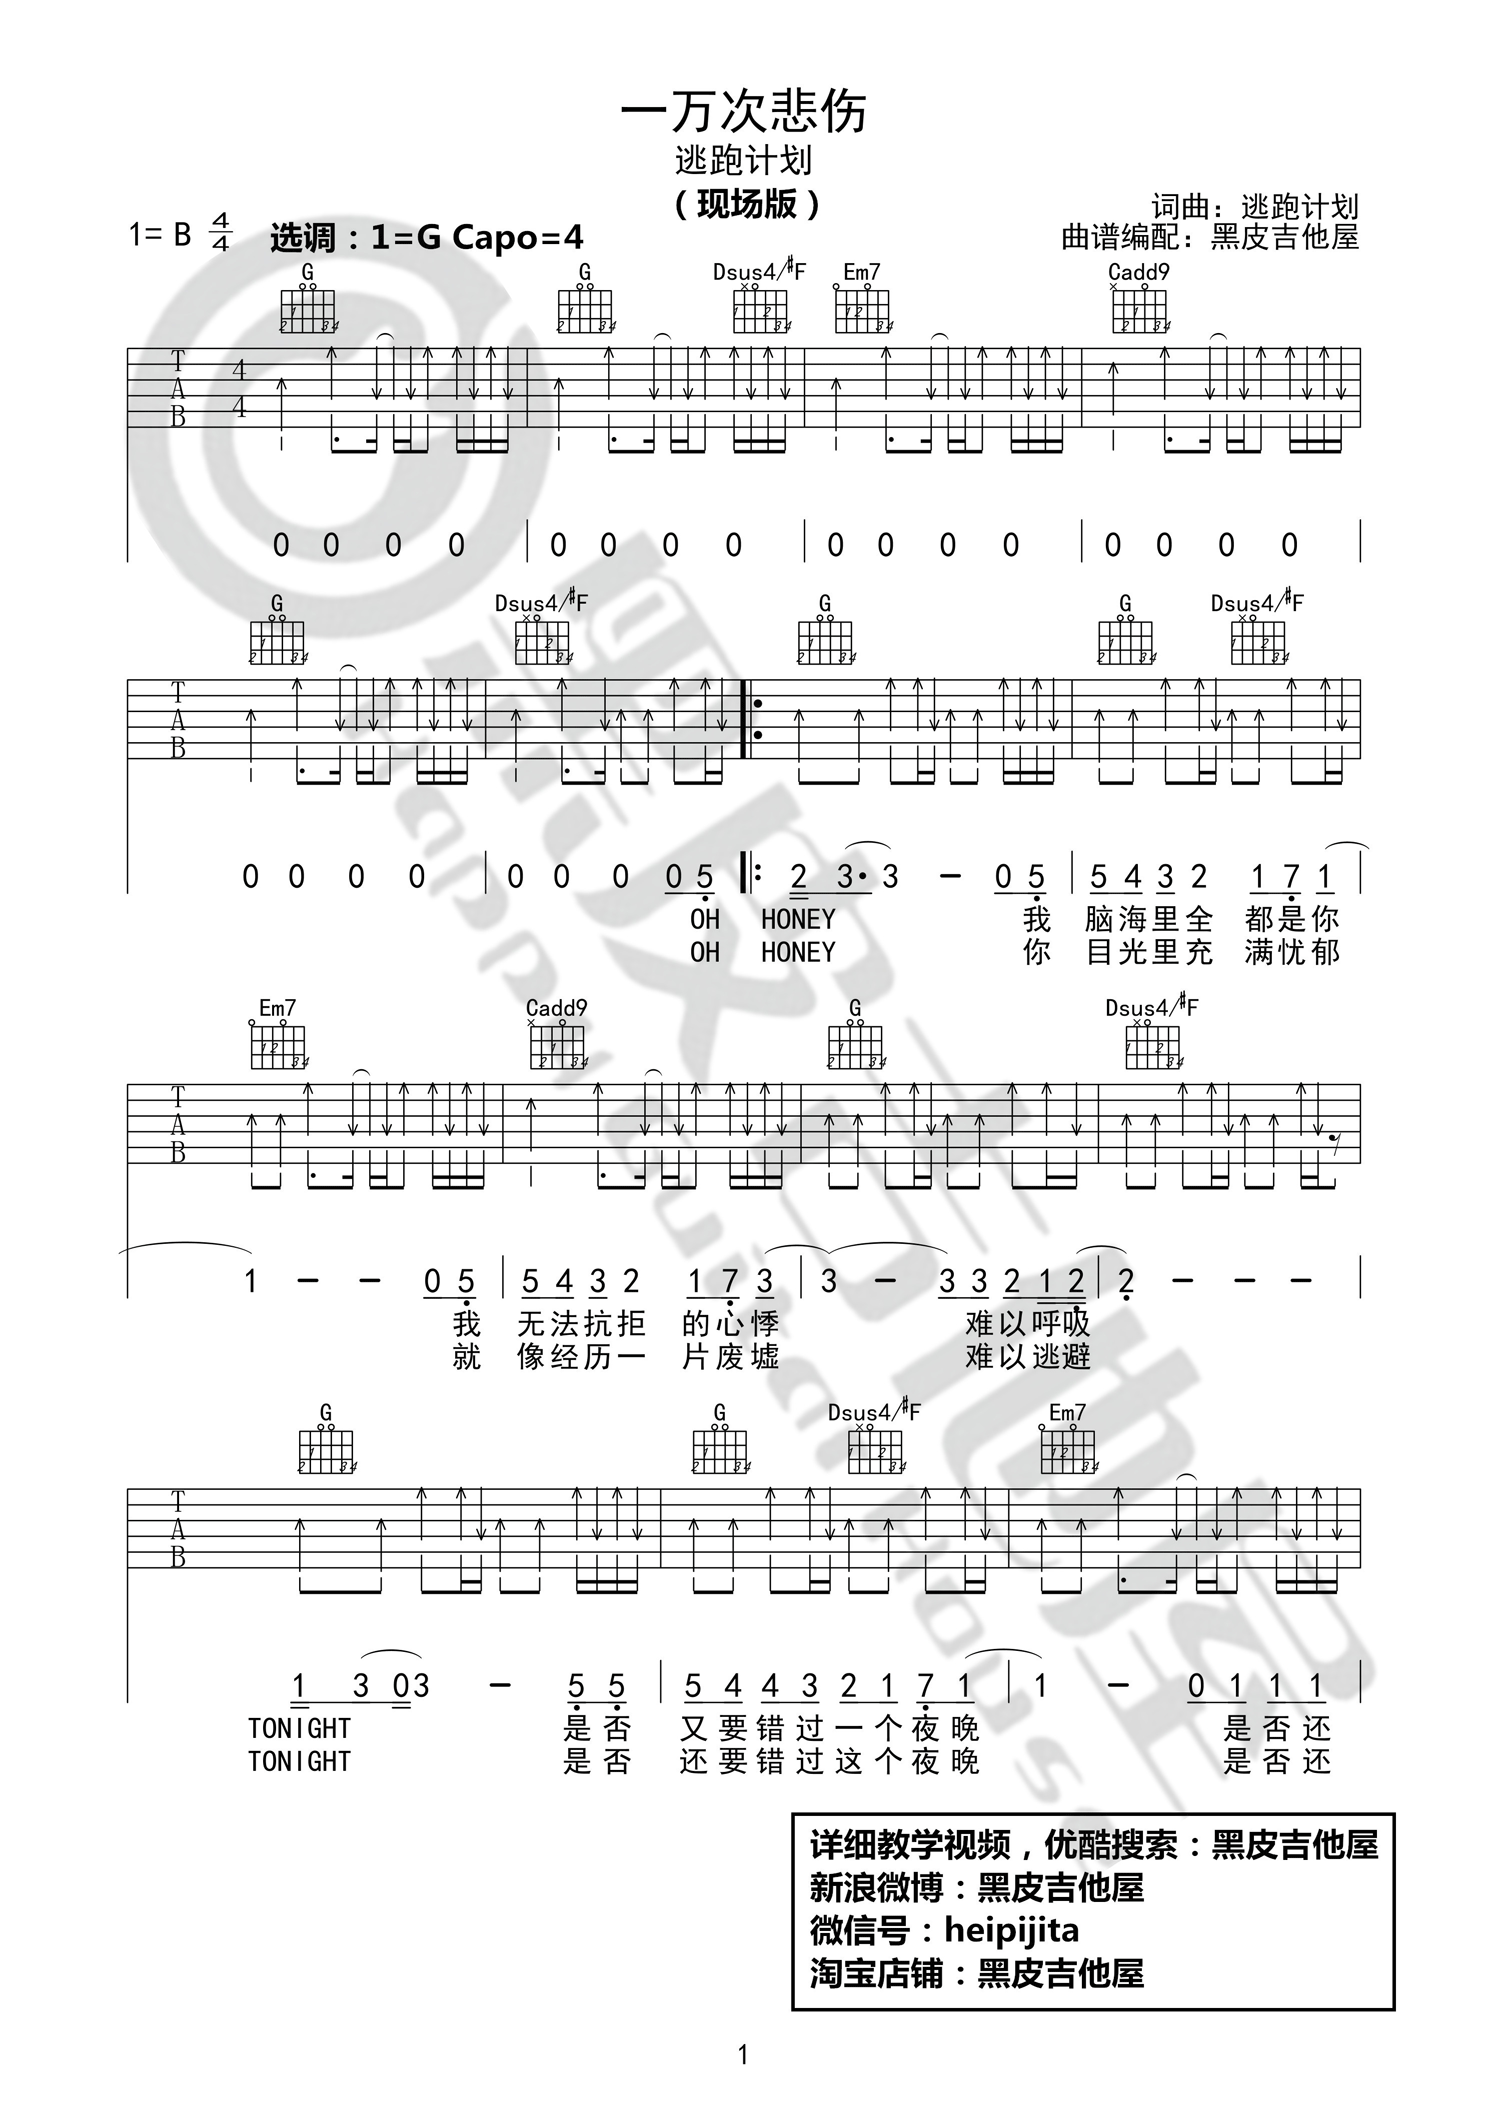 一万次悲伤
逃跑计划
（现场版）
1= B 4/4 选调：1=G Capo=4
词曲：逃跑计划
曲谱编配：黑皮吉他屋
G G Dsus4/#F Em7 Cadd9
T A B 4 4
0 0 0 0 0 0 0 0 0 0 0 0 0 0 0 0
G Dsus4/#F G G Dsus4/#F
T A B
0 0 0 0 0 0 0 0 5 2 3· 3 - 0 5 5 4 3 2 1 7 1
OH HONEY 我 脑海里全 都是你
OH HONEY 你 目光里充 满忧郁
Em7 Cadd9 G Dsus4/#F
T A B
1 - - 0 5 5 4 3 2 1 7 3 3 - 3 3 2 1 2 2 - - -
我 无法抗拒 的心悸 难以呼吸
就 像经历一 片废墟 难以逃避
G G Dsus4/#F Em7
T A B
1 3 0 3 - 5 5 5 4 4 3 2 1 7 1 1 - 0 1 1 1
TONIGHT 是否 又要错过一个夜晚 是否还
TONIGHT 是否 还要错过这个夜晚 是否还
详细教学视频，优酷搜索：黑皮吉他屋
新浪微博：黑皮吉他屋
微信号：heipijita
淘宝店铺：黑皮吉他屋
1
黑皮吉他屋
Happy Guitar House